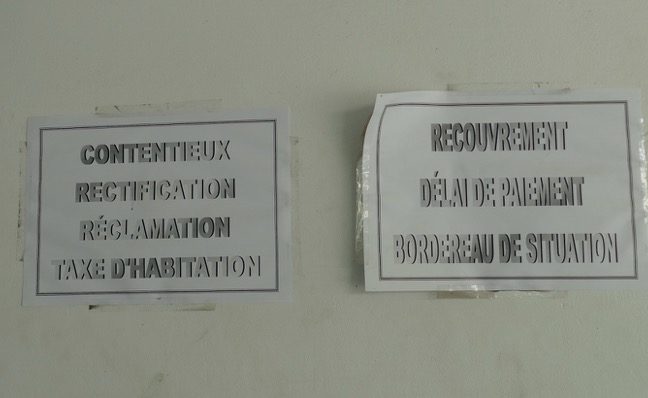 CONTENTIEUX
RECTIFICATION
RÉCLAMATION
TAXE D'HABITATION
RECOUVREMENT
DÉLAI DE PAIEMENT
BORDEREAU DE SITUATION